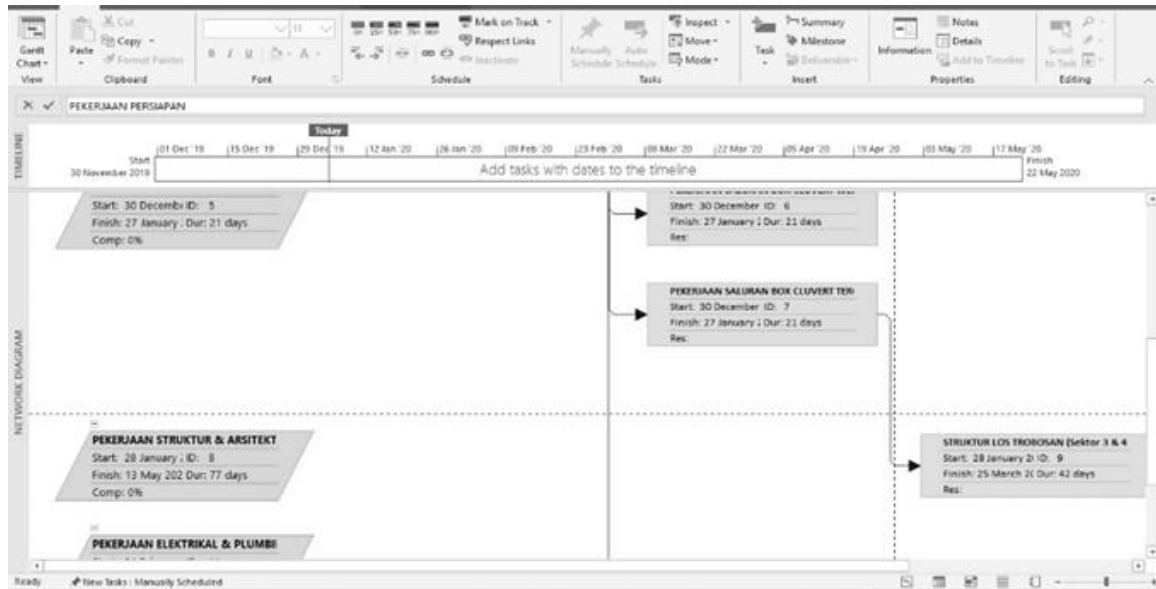 Cut
Mark on Track
Inspect
Summary
Notes
Copy
Respect Links
Move
Milestone
Details
Gantt Chart
Paste
Format Painter
B I U
Inactivate
Manually Schedule
Auto Schedule
Mode
Task
Deliverable
Information
Add to Timeline
Scroll to Task
View
Clipboard
Font
Schedule
Tasks
Insert
Properties
Editing
PEKERJAAN PERSIAPAN
TIMELINE
Today
01 Dec '19 15 Dec '19 29 Dec '19 12 Jan '20 26 Jan '20 09 Feb '20 23 Feb '20 08 Mar '20 22 Mar '20 05 Apr '20 19 Apr '20 03 May '20 17 May '20
Start
30 November 2019
Add tasks with dates to the timeline
Finish
22 May 2020
NETWORK DIAGRAM
Start: 30 Decembe ID: 5
Finish: 27 January Dur: 21 days
Comp: 0%
Start: 30 December ID: 6
Finish: 27 January 2 Dur: 21 days
Res:
PEKERJAAN SALURAN BOX CLUVERT TER
Start: 30 December ID: 7
Finish: 27 January 2 Dur: 21 days
Res:
PEKERJAAN STRUKTUR & ARSITEKT
Start: 28 January ID: 8
Finish: 13 May 202 Dur: 77 days
Comp: 0%
STRUKTUR LOS TROBOSAN (Sektor 3 & 4
Start: 28 January 2 ID: 9
Finish: 25 March 2 Dur: 42 days
Res:
PEKERJAAN ELEKTRIKAL & PLUMBI
Ready
New Tasks : Manually Scheduled